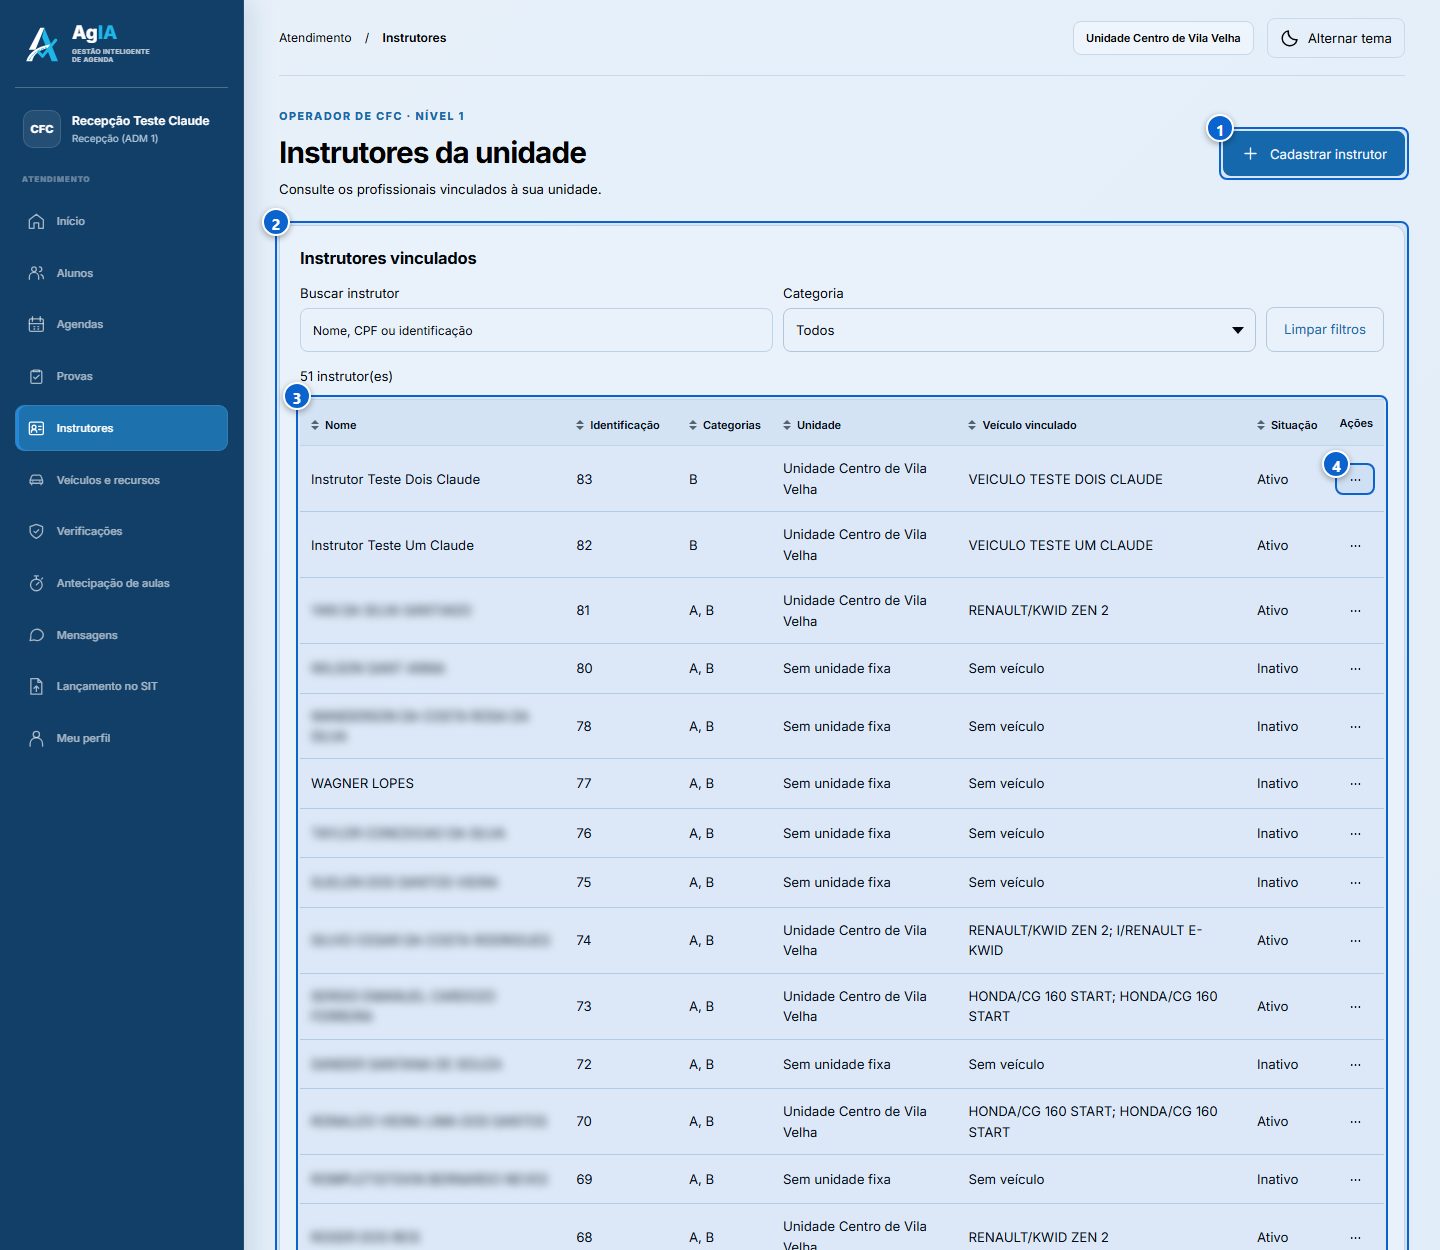 AgIA
GESTÃO INTELIGENTE
DE AGENDA
CFC
Recepção Teste Claude
Recepção (ADM 1)
ATENDIMENTO
Início
Alunos
Agendas
Provas
Instrutores
Veículos e recursos
Verificações
Antecipação de aulas
Mensagens
Lançamento no SIT
Meu perfil
Atendimento / Instrutores
Unidade Centro de Vila Velha
Alternar tema
OPERADOR DE CFC · NÍVEL 1
Instrutores da unidade
Consulte os profissionais vinculados à sua unidade.
1
+ Cadastrar instrutor
2
Instrutores vinculados
Buscar instrutor
Categoria
Nome, CPF ou identificação
Todos
Limpar filtros
51 instrutor(es)
3
Nome Identificação Categorias Unidade Veículo vinculado Situação Ações
Instrutor Teste Dois Claude 83 B Unidade Centro de Vila Velha VEICULO TESTE DOIS CLAUDE Ativo 4 ...
Instrutor Teste Um Claude 82 B Unidade Centro de Vila Velha VEICULO TESTE UM CLAUDE Ativo ...
81 A, B Unidade Centro de Vila Velha RENAULT/KWID ZEN 2 Ativo ...
80 A, B Sem unidade fixa Sem veículo Inativo ...
78 A, B Sem unidade fixa Sem veículo Inativo ...
WAGNER LOPES 77 A, B Sem unidade fixa Sem veículo Inativo ...
76 A, B Sem unidade fixa Sem veículo Inativo ...
75 A, B Sem unidade fixa Sem veículo Inativo ...
74 A, B Unidade Centro de Vila Velha RENAULT/KWID ZEN 2; I/RENAULT E-KWID Ativo ...
73 A, B Unidade Centro de Vila Velha HONDA/CG 160 START; HONDA/CG 160 START Ativo ...
72 A, B Sem unidade fixa Sem veículo Inativo ...
70 A, B Unidade Centro de Vila Velha HONDA/CG 160 START; HONDA/CG 160 START Ativo ...
69 A, B Sem unidade fixa Sem veículo Inativo ...
68 A, B Unidade Centro de Vila Velha RENAULT/KWID ZEN 2 Ativo ...